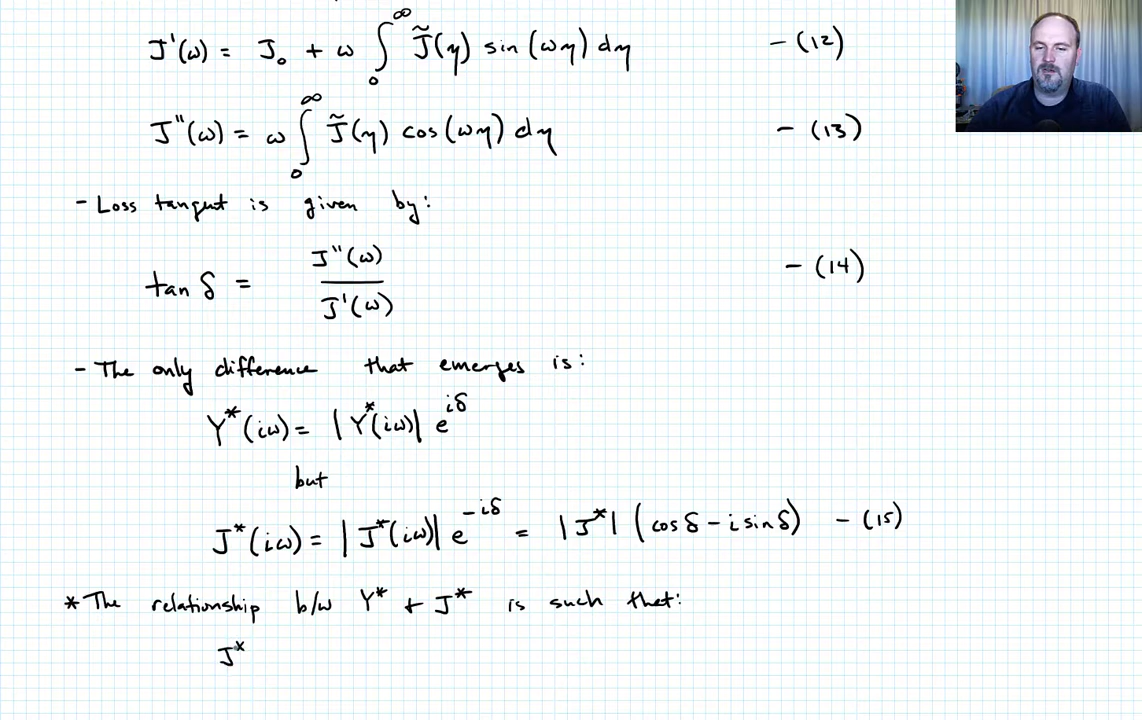 J'(ω) = J₀ + ω ∫₀^∞ J̃(η) sin(ωη) dη - (12)
J"(ω) = ω ∫₀^∞ J̃(η) cos(ωη) dη - (13)
- Loss tangent is given by:
tan δ = J"(ω) / J'(ω) - (14)
- The only difference that emerges is:
Y*(iω) = |Y*(iω)| e^{iδ}
but
J*(iω) = |J*(iω)| e^{-iδ} = |J*| (cos δ - i sin δ) - (15)
* The relationship b/w Y* + J* is such that:
J*